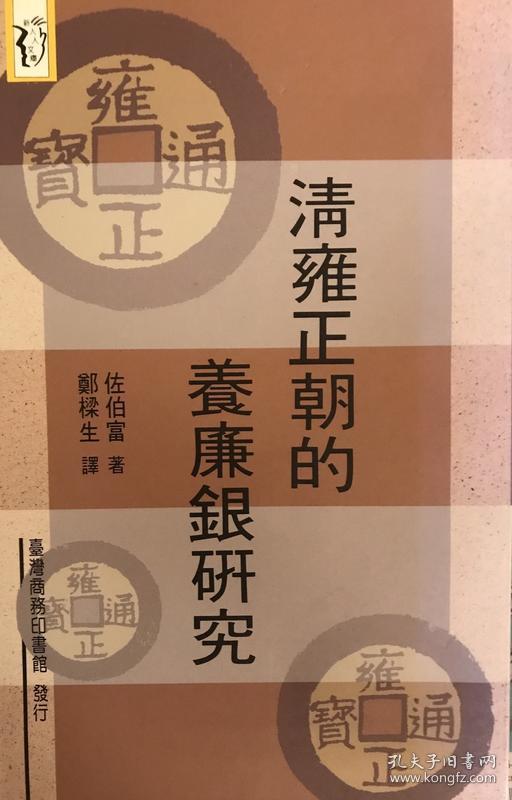 新人人文庫
雍正通寶
清雍正朝的
養廉銀研究
佐伯富 著
鄭樑生 譯
雍正通寶
臺灣商務印書館 發行
雍正通寶
孔夫子旧书网
www.kongfz.com